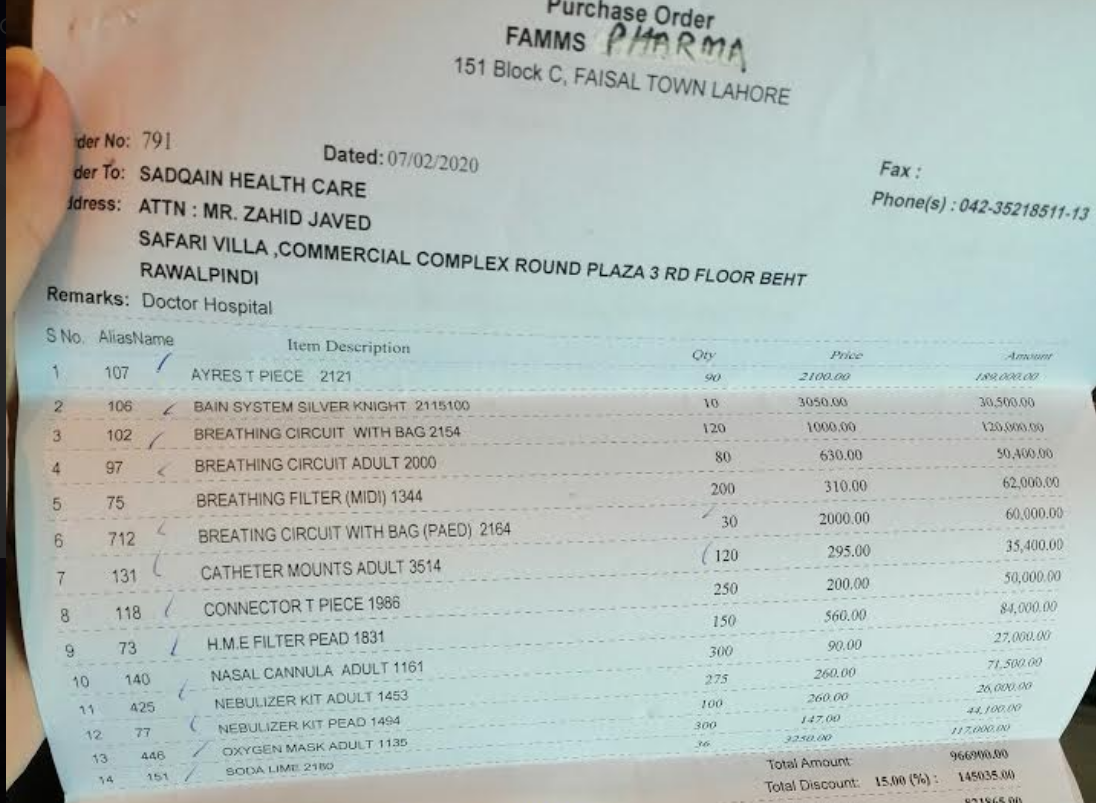 Purchase Order
FAMMS PHARMA
151 Block C, FAISAL TOWN LAHORE
der No: 791
Dated: 07/02/2020
Fax :
der To: SADQAIN HEALTH CARE
Phone(s) : 042-35218511-13
ddress: ATTN : MR. ZAHID JAVED
SAFARI VILLA ,COMMERCIAL COMPLEX ROUND PLAZA 3 RD FLOOR BEHT
RAWALPINDI
Remarks: Doctor Hospital
S No. AliasName Item Description Qty Price Amount
1 107 AYRES T PIECE 2121 90 2100.00 189,000.00
2 106 BAIN SYSTEM SILVER KNIGHT 2115100 10 3050.00 30,500.00
3 102 BREATHING CIRCUIT WITH BAG 2154 120 1000.00 120,000.00
4 97 BREATHING CIRCUIT ADULT 2000 80 630.00 50,400.00
5 75 BREATHING FILTER (MIDI) 1344 200 310.00 62,000.00
6 712 BREATING CIRCUIT WITH BAG (PAED) 2164 30 2000.00 60,000.00
7 131 CATHETER MOUNTS ADULT 3514 120 295.00 35,400.00
8 118 CONNECTOR T PIECE 1986 250 200.00 50,000.00
9 73 H.M.E FILTER PEAD 1831 150 560.00 84,000.00
10 140 NASAL CANNULA ADULT 1161 300 90.00 27,000.00
11 425 NEBULIZER KIT ADULT 1453 275 260.00 71,500.00
12 77 NEBULIZER KIT PEAD 1494 100 260.00 26,000.00
13 446 OXYGEN MASK ADULT 1135 300 147.00 44,100.00
14 151 SODA LIME 2180 36 3250.00 117,000.00
Total Amount: 966900.00
Total Discount: 15.00 (%) : 145035.00
821865.00